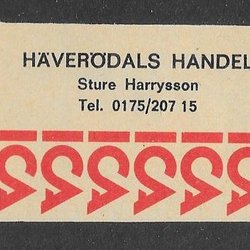 HÄVERÖDALS HANDEL
Sture Harrysson
Tel. 0175/207 15